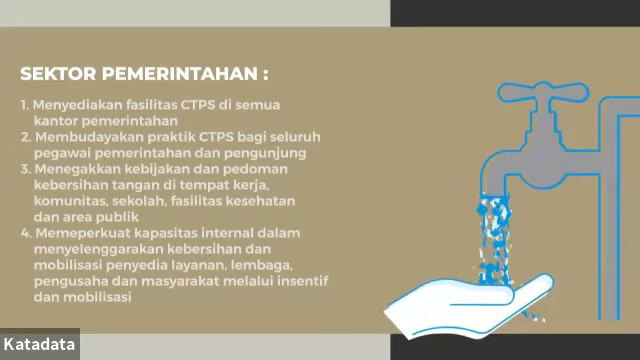 SEKTOR PEMERINTAHAN :
1. Menyediakan fasilitas CTPS di semua
kantor pemerintahan
2. Membudayakan praktik CTPS bagi seluruh
pegawai pemerintahan dan pengunjung
3. Menegakkan kebijakan dan pedoman
kebersihan tangan di tempat kerja,
komunitas, sekolah, fasilitas kesehatan
dan area publik
4. Memeperkuat kapasitas internal dalam
menyelenggarakan kebersihan dan
mobilisasi penyedia layanan, lembaga,
pengusaha dan masyarakat melalui insentif
dan mobilisasi
Katadata